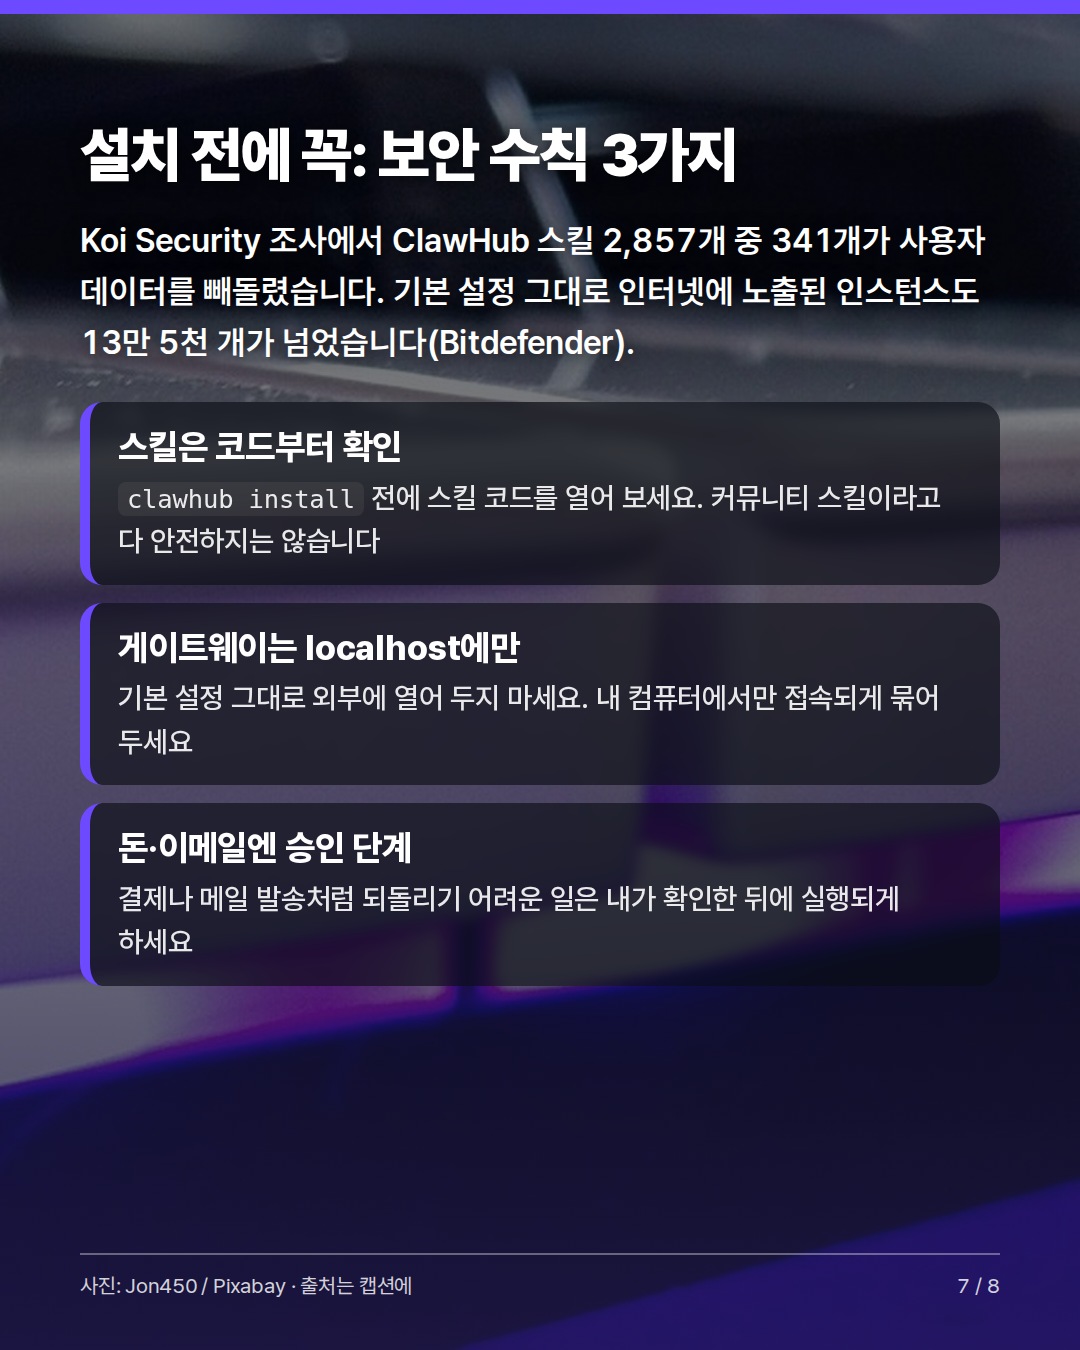 설치 전에 꼭: 보안 수칙 3가지
Koi Security 조사에서 ClawHub 스킬 2,857개 중 341개가 사용자
데이터를 빼돌렸습니다. 기본 설정 그대로 인터넷에 노출된 인스턴스도
13만 5천 개가 넘었습니다(Bitdefender).
스킬은 코드부터 확인
clawhub install 전에 스킬 코드를 열어 보세요. 커뮤니티 스킬이라고
다 안전하지는 않습니다
게이트웨이는 localhost에만
기본 설정 그대로 외부에 열어 두지 마세요. 내 컴퓨터에서만 접속되게 묶어
두세요
돈·이메일엔 승인 단계
결제나 메일 발송처럼 되돌리기 어려운 일은 내가 확인한 뒤에 실행되게
하세요
사진: Jon450 / Pixabay · 출처는 캡션에
7 / 8